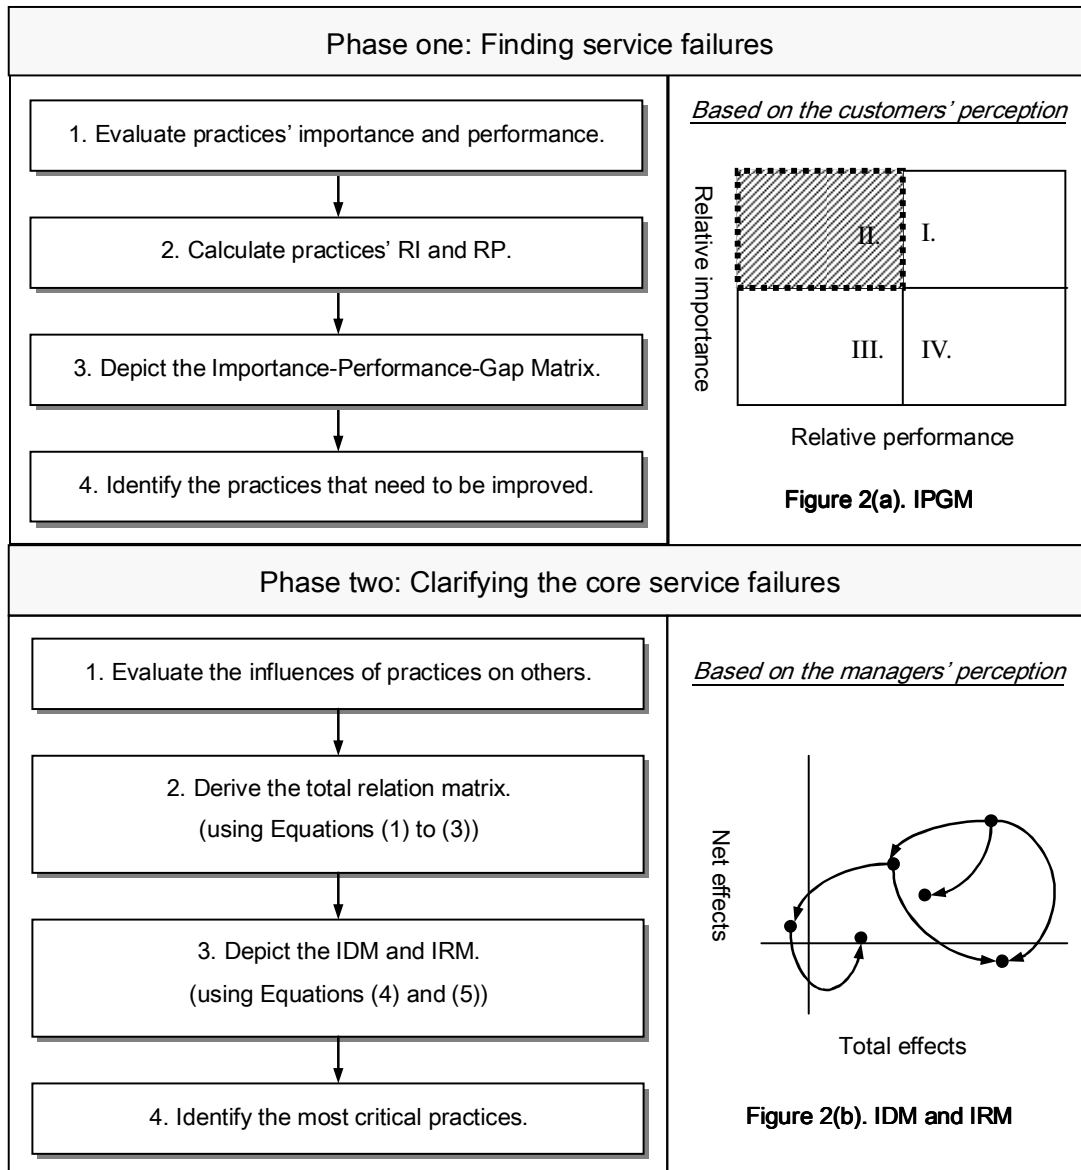 Phase one: Finding service failures
1. Evaluate practices’ importance and performance.
2. Calculate practices’ RI and RP.
3. Depict the Importance-Performance-Gap Matrix.
4. Identify the practices that need to be improved.
Based on the customers’ perception
Relative importance
II.
I.
III.
IV.
Relative performance
Figure 2(a). IPGM
Phase two: Clarifying the core service failures
1. Evaluate the influences of practices on others.
2. Derive the total relation matrix.
(using Equations (1) to (3))
3. Depict the IDM and IRM.
(using Equations (4) and (5))
4. Identify the most critical practices.
Based on the managers’ perception
Net effects
Total effects
Figure 2(b). IDM and IRM